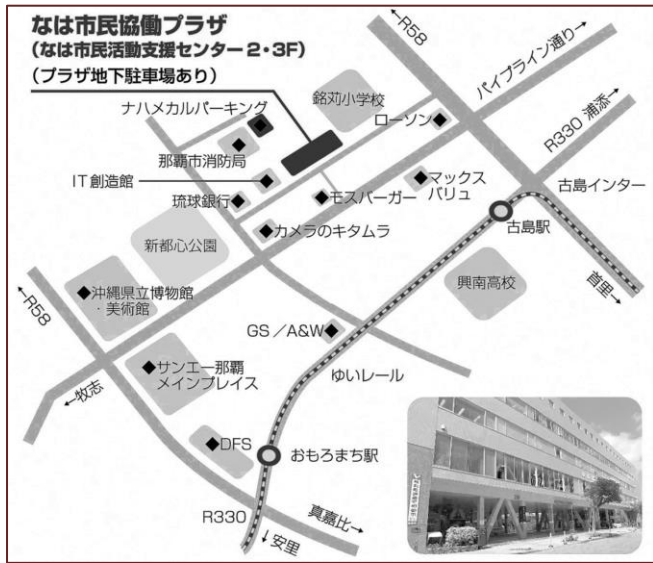 なは市民協働プラザ
(なは市民活動支援センター2・3F)
(プラザ地下駐車場あり)
←R58
パイプライン通り→
ナハメカルパーキング
銘苅小学校
ローソン
R330 浦添→
那覇市消防局
IT創造館
マックス
バリュ
古島インター
琉球銀行
モスバーガー
古島駅
カメラのキタムラ
新都心公園
興南高校
首里→
←R58
沖縄県立博物館
・美術館
GS/A&W
サンエー那覇
メインプレイス
ゆいレール
←牧志
DFS
おもろまち駅
R330
真嘉比→
↓安里